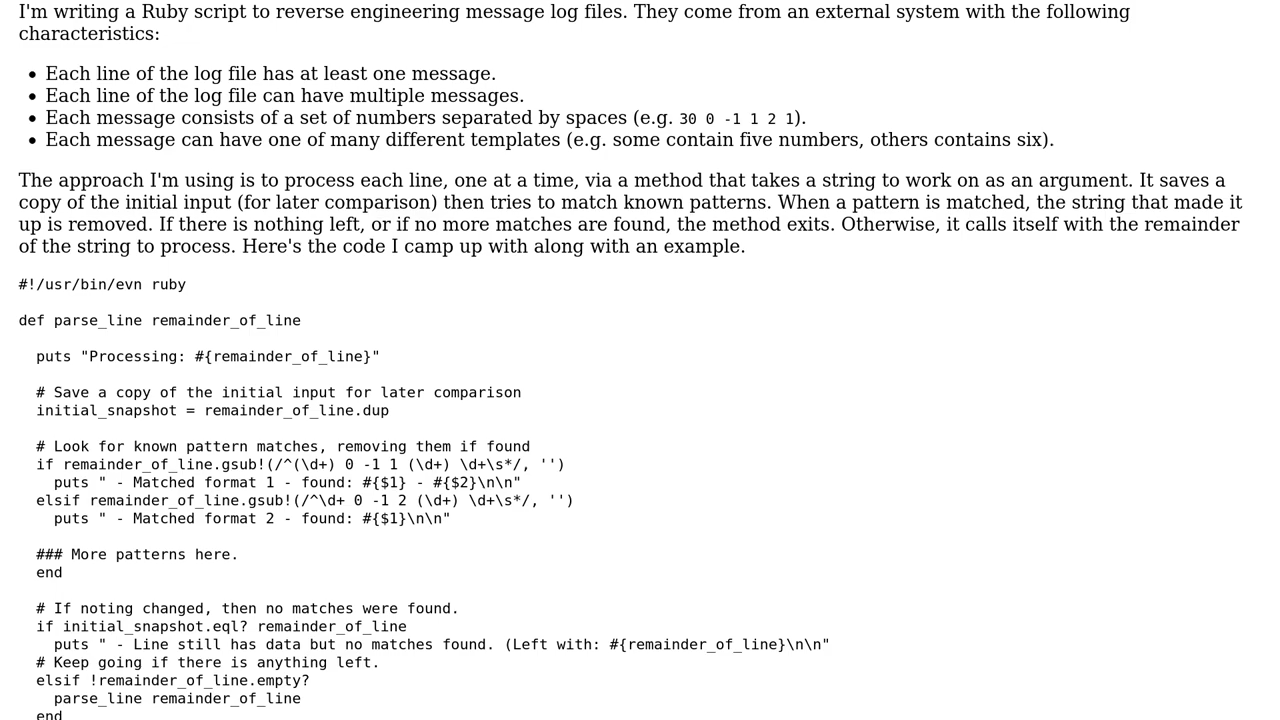 I'm writing a Ruby script to reverse engineering message log files. They come from an external system with the following
characteristics:
• Each line of the log file has at least one message.
• Each line of the log file can have multiple messages.
• Each message consists of a set of numbers separated by spaces (e.g. 30 0 -1 1 2 1).
• Each message can have one of many different templates (e.g. some contain five numbers, others contains six).
The approach I'm using is to process each line, one at a time, via a method that takes a string to work on as an argument. It saves a
copy of the initial input (for later comparison) then tries to match known patterns. When a pattern is matched, the string that made it
up is removed. If there is nothing left, or if no more matches are found, the method exits. Otherwise, it calls itself with the remainder
of the string to process. Here's the code I camp up with along with an example.
#!/usr/bin/evn ruby
def parse_line remainder_of_line
  puts "Processing: #{remainder_of_line}"
  # Save a copy of the initial input for later comparison
  initial_snapshot = remainder_of_line.dup
  # Look for known pattern matches, removing them if found
  if remainder_of_line.gsub!(/^(\d+) 0 -1 1 (\d+) \d+\s*/, '')
    puts " - Matched format 1 - found: #{$1} - #{$2}\n\n"
  elsif remainder_of_line.gsub!(/^\d+ 0 -1 2 (\d+) \d+\s*/, '')
    puts " - Matched format 2 - found: #{$1}\n\n"
  ### More patterns here.
  end
  # If noting changed, then no matches were found.
  if initial_snapshot.eql? remainder_of_line
    puts " - Line still has data but no matches found. (Left with: #{remainder_of_line}\n\n"
  # Keep going if there is anything left.
  elsif !remainder_of_line.empty?
    parse_line remainder_of_line
  end